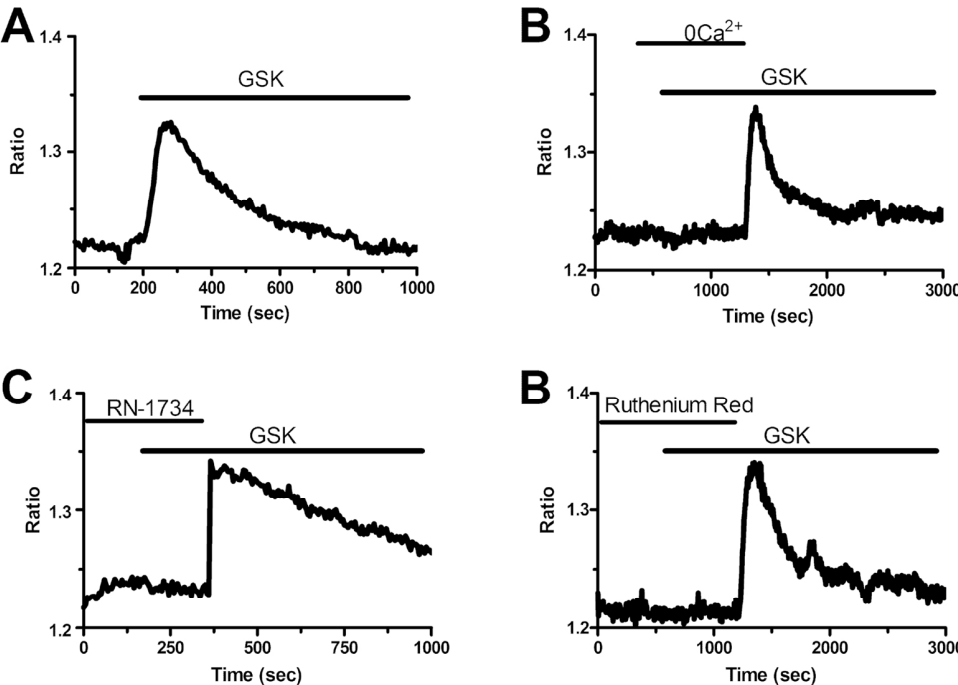 A
1.4
1.3
1.2
Ratio
GSK
0 200 400 600 800 1000
Time (sec)
B
1.4
1.3
1.2
Ratio
0Ca²⁺
GSK
0 1000 2000 3000
Time (sec)
C
1.4
1.3
1.2
Ratio
RN-1734
GSK
0 250 500 750 1000
Time (sec)
B
1.4
1.3
1.2
Ratio
Ruthenium Red
GSK
0 1000 2000 3000
Time (sec)